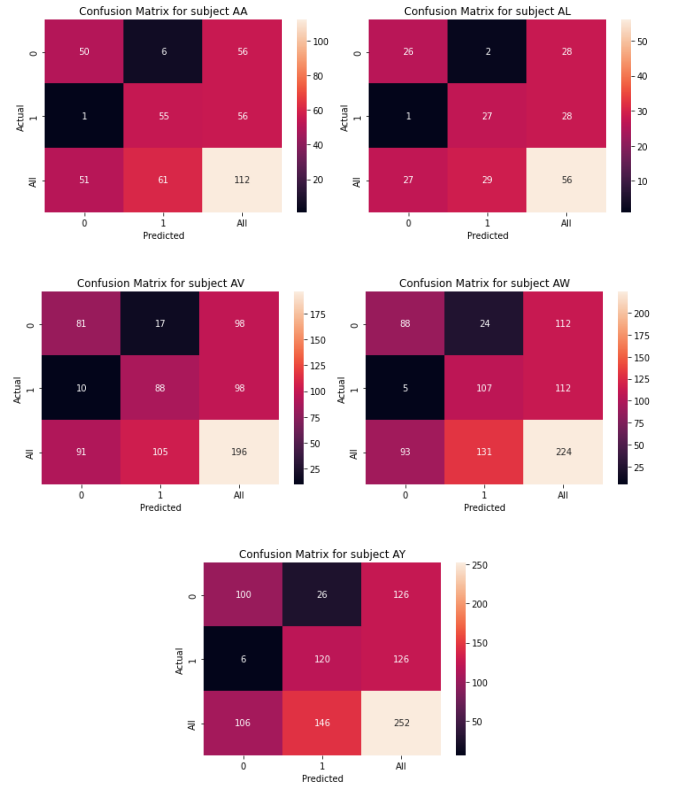 Confusion Matrix for subject AA
0 50 6 56
1 1 55 56
All 51 61 112
0 1 All
Actual
Predicted
100
80
60
40
20
Confusion Matrix for subject AL
0 26 2 28
1 1 27 28
All 27 29 56
0 1 All
Actual
Predicted
50
40
30
20
10
Confusion Matrix for subject AV
0 81 17 98
1 10 88 98
All 91 105 196
0 1 All
Actual
Predicted
175
150
125
100
75
50
25
Confusion Matrix for subject AW
0 88 24 112
1 5 107 112
All 93 131 224
0 1 All
Actual
Predicted
200
175
150
125
100
75
50
25
Confusion Matrix for subject AY
0 100 26 126
1 6 120 126
All 106 146 252
0 1 All
Actual
Predicted
250
200
150
100
50